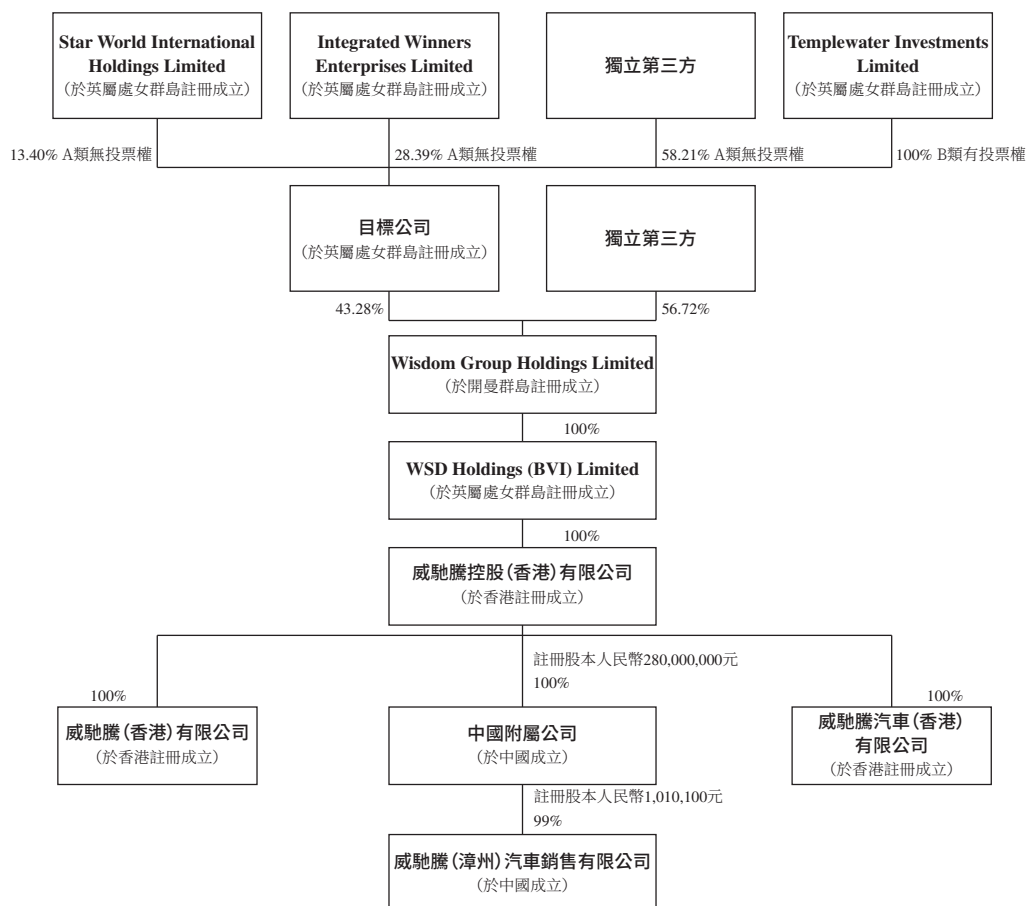 Star World International
Holdings Limited
（於英屬處女群島註冊成立）
Integrated Winners
Enterprises Limited
（於英屬處女群島註冊成立）
獨立第三方
Templewater Investments
Limited
（於英屬處女群島註冊成立）
13.40% A類無投票權
28.39% A類無投票權
58.21% A類無投票權
100% B類有投票權
目標公司
（於英屬處女群島註冊成立）
獨立第三方
43.28%
56.72%
Wisdom Group Holdings Limited
（於開曼群島註冊成立）
100%
WSD Holdings (BVI) Limited
（於英屬處女群島註冊成立）
100%
威馳騰控股（香港）有限公司
（於香港註冊成立）
註冊股本人民幣280,000,000元
100%
100%
100%
威馳騰（香港）有限公司
（於香港註冊成立）
中國附屬公司
（於中國成立）
威馳騰汽車（香港）
有限公司
（於香港註冊成立）
註冊股本人民幣1,010,100元
99%
威馳騰（漳州）汽車銷售有限公司
（於中國成立）